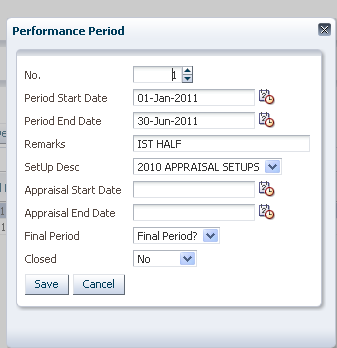 Performance Period
No. 1
Period Start Date 01-Jan-2011
Period End Date 30-Jun-2011
Remarks IST HALF
SetUp Desc 2010 APPRAISAL SETUPS
Appraisal Start Date
Appraisal End Date
Final Period Final Period?
Closed No
Save Cancel